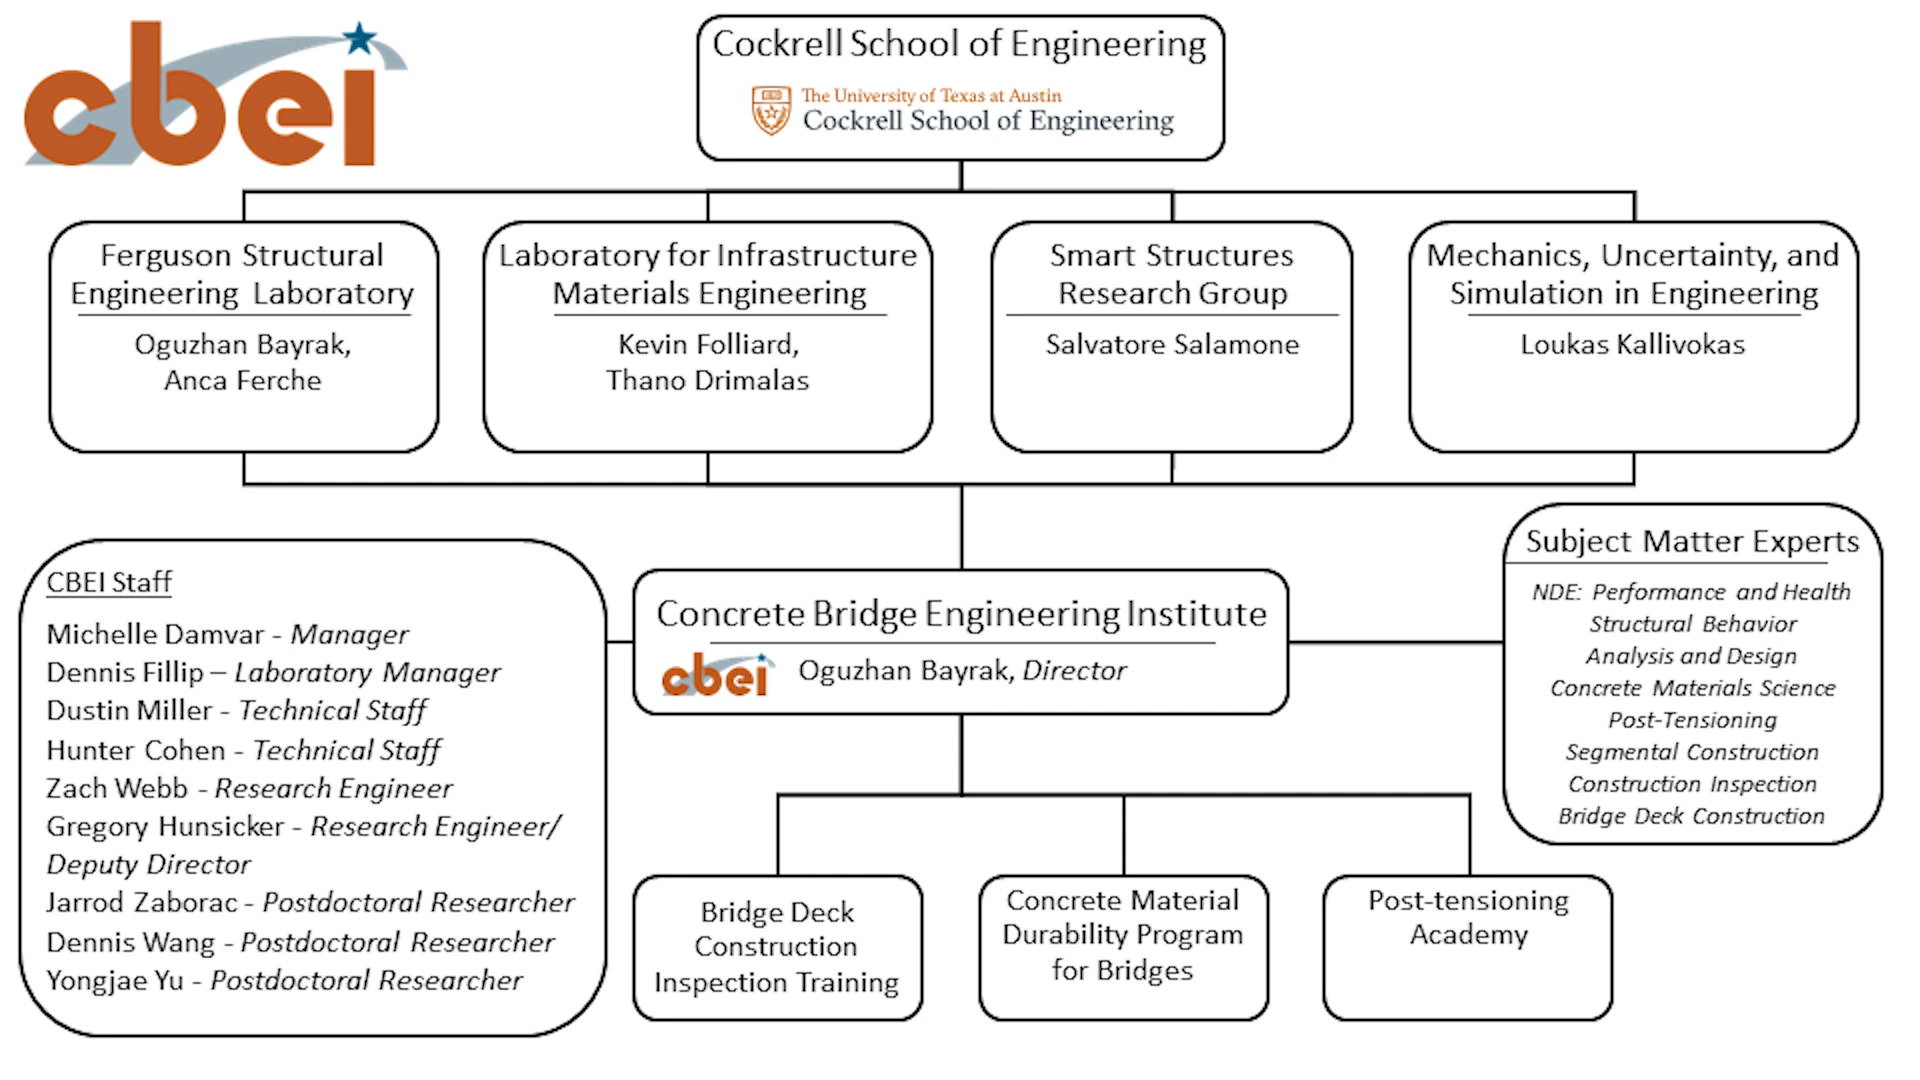 cbei
Cockrell School of Engineering
The University of Texas at Austin
Cockrell School of Engineering
Ferguson Structural
Engineering Laboratory
Oguzhan Bayrak,
Anca Ferche
Laboratory for Infrastructure
Materials Engineering
Kevin Folliard,
Thano Drimalas
Smart Structures
Research Group
Salvatore Salamone
Mechanics, Uncertainty, and
Simulation in Engineering
Loukas Kallivokas
CBEI Staff
Michelle Damvar - Manager
Dennis Fillip – Laboratory Manager
Dustin Miller - Technical Staff
Hunter Cohen - Technical Staff
Zach Webb - Research Engineer
Gregory Hunsicker - Research Engineer/
Deputy Director
Jarrod Zaborac - Postdoctoral Researcher
Dennis Wang - Postdoctoral Researcher
Yongjae Yu - Postdoctoral Researcher
Concrete Bridge Engineering Institute
cbei
Oguzhan Bayrak, Director
Subject Matter Experts
NDE: Performance and Health
Structural Behavior
Analysis and Design
Concrete Materials Science
Post-Tensioning
Segmental Construction
Construction Inspection
Bridge Deck Construction
Bridge Deck
Construction
Inspection Training
Concrete Material
Durability Program
for Bridges
Post-tensioning
Academy